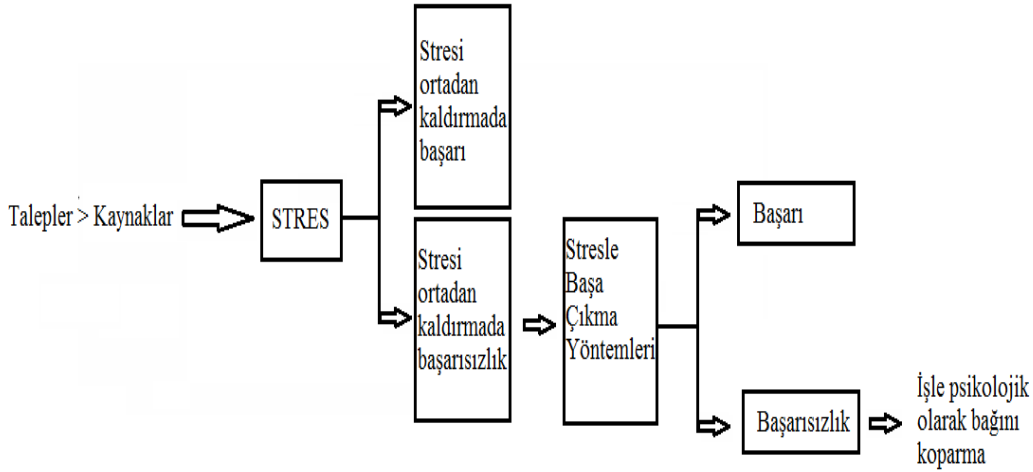 Talepler > Kaynaklar
STRES
Stresi
ortadan
kaldırmada
başarı
Stresi
ortadan
kaldırmada
başarısızlık
Stresle
Başa
Çıkma
Yöntemleri
Başarı
Başarısızlık
İşle psikolojik
olarak bağını
koparma